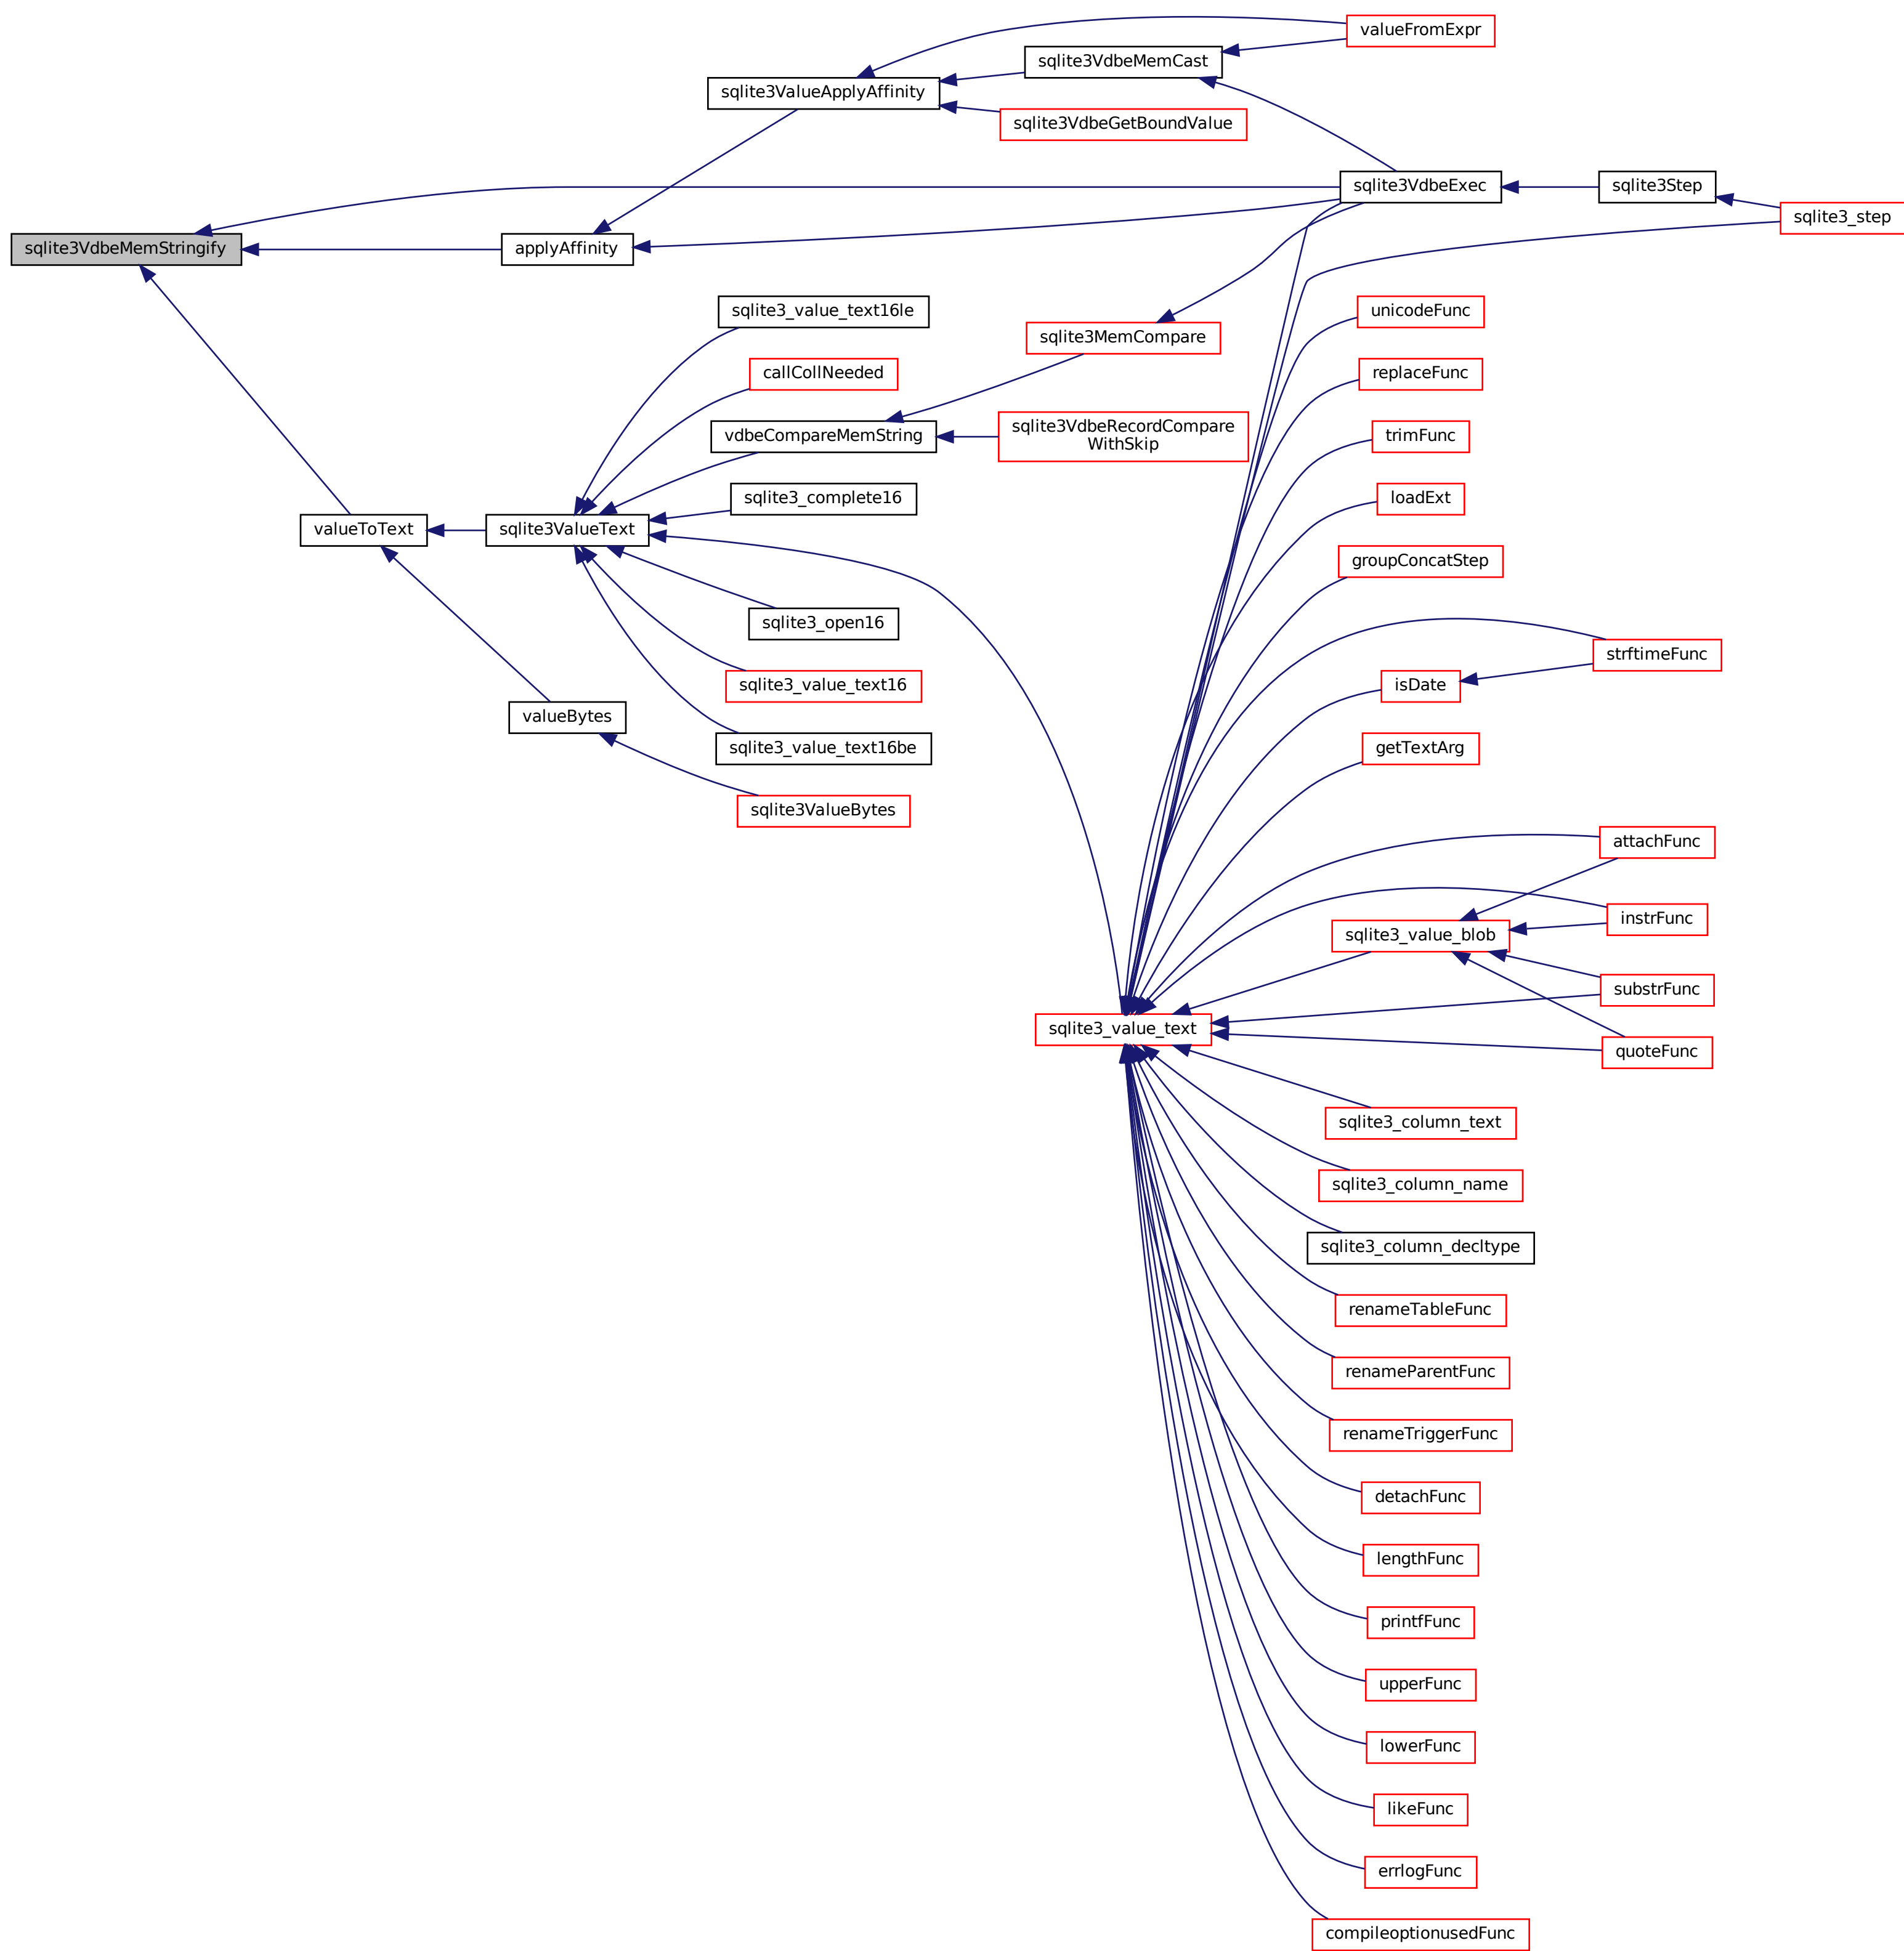 valueFromExpr
sqlite3VdbeMemCast
sqlite3ValueApplyAffinity
sqlite3VdbeGetBoundValue
sqlite3VdbeExec
sqlite3Step
sqlite3_step
sqlite3VdbeMemStringify
applyAffinity
sqlite3_value_text16le
unicodeFunc
sqlite3MemCompare
callCollNeeded
replaceFunc
vdbeCompareMemString
sqlite3VdbeRecordCompare
WithSkip
trimFunc
sqlite3_complete16
loadExt
valueToText
sqlite3ValueText
groupConcatStep
sqlite3_open16
strftimeFunc
sqlite3_value_text16
isDate
valueBytes
sqlite3_value_text16be
getTextArg
sqlite3ValueBytes
attachFunc
instrFunc
sqlite3_value_blob
substrFunc
sqlite3_value_text
quoteFunc
sqlite3_column_text
sqlite3_column_name
sqlite3_column_decltype
renameTableFunc
renameParentFunc
renameTriggerFunc
detachFunc
lengthFunc
printfFunc
upperFunc
lowerFunc
likeFunc
errlogFunc
compileoptionusedFunc